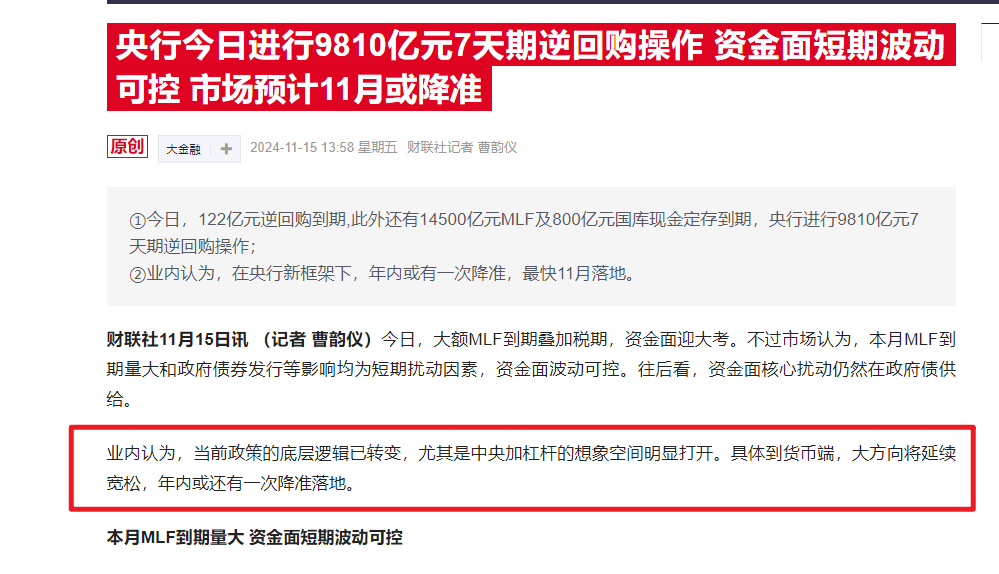 央行今日进行9810亿元7天期逆回购操作 资金面短期波动
可控 市场预计11月或降准
原创 大金融 + 2024-11-15 13:58 星期五 财联社记者 曹韵仪
①今日，122亿元逆回购到期,此外还有14500亿元MLF及800亿元国库现金定存到期，央行进行9810亿元7
天期逆回购操作；
②业内认为，在央行新框架下，年内或有一次降准，最快11月落地。
财联社11月15日讯 （记者 曹韵仪）今日，大额MLF到期叠加税期，资金面迎大考。不过市场认为，本月MLF到
期量大和政府债券发行等影响均为短期扰动因素，资金面波动可控。往后看，资金面核心扰动仍然在政府债供
给。
业内认为，当前政策的底层逻辑已转变，尤其是中央加杠杆的想象空间明显打开。具体到货币端，大方向将延续
宽松，年内或还有一次降准落地。
本月MLF到期量大 资金面短期波动可控